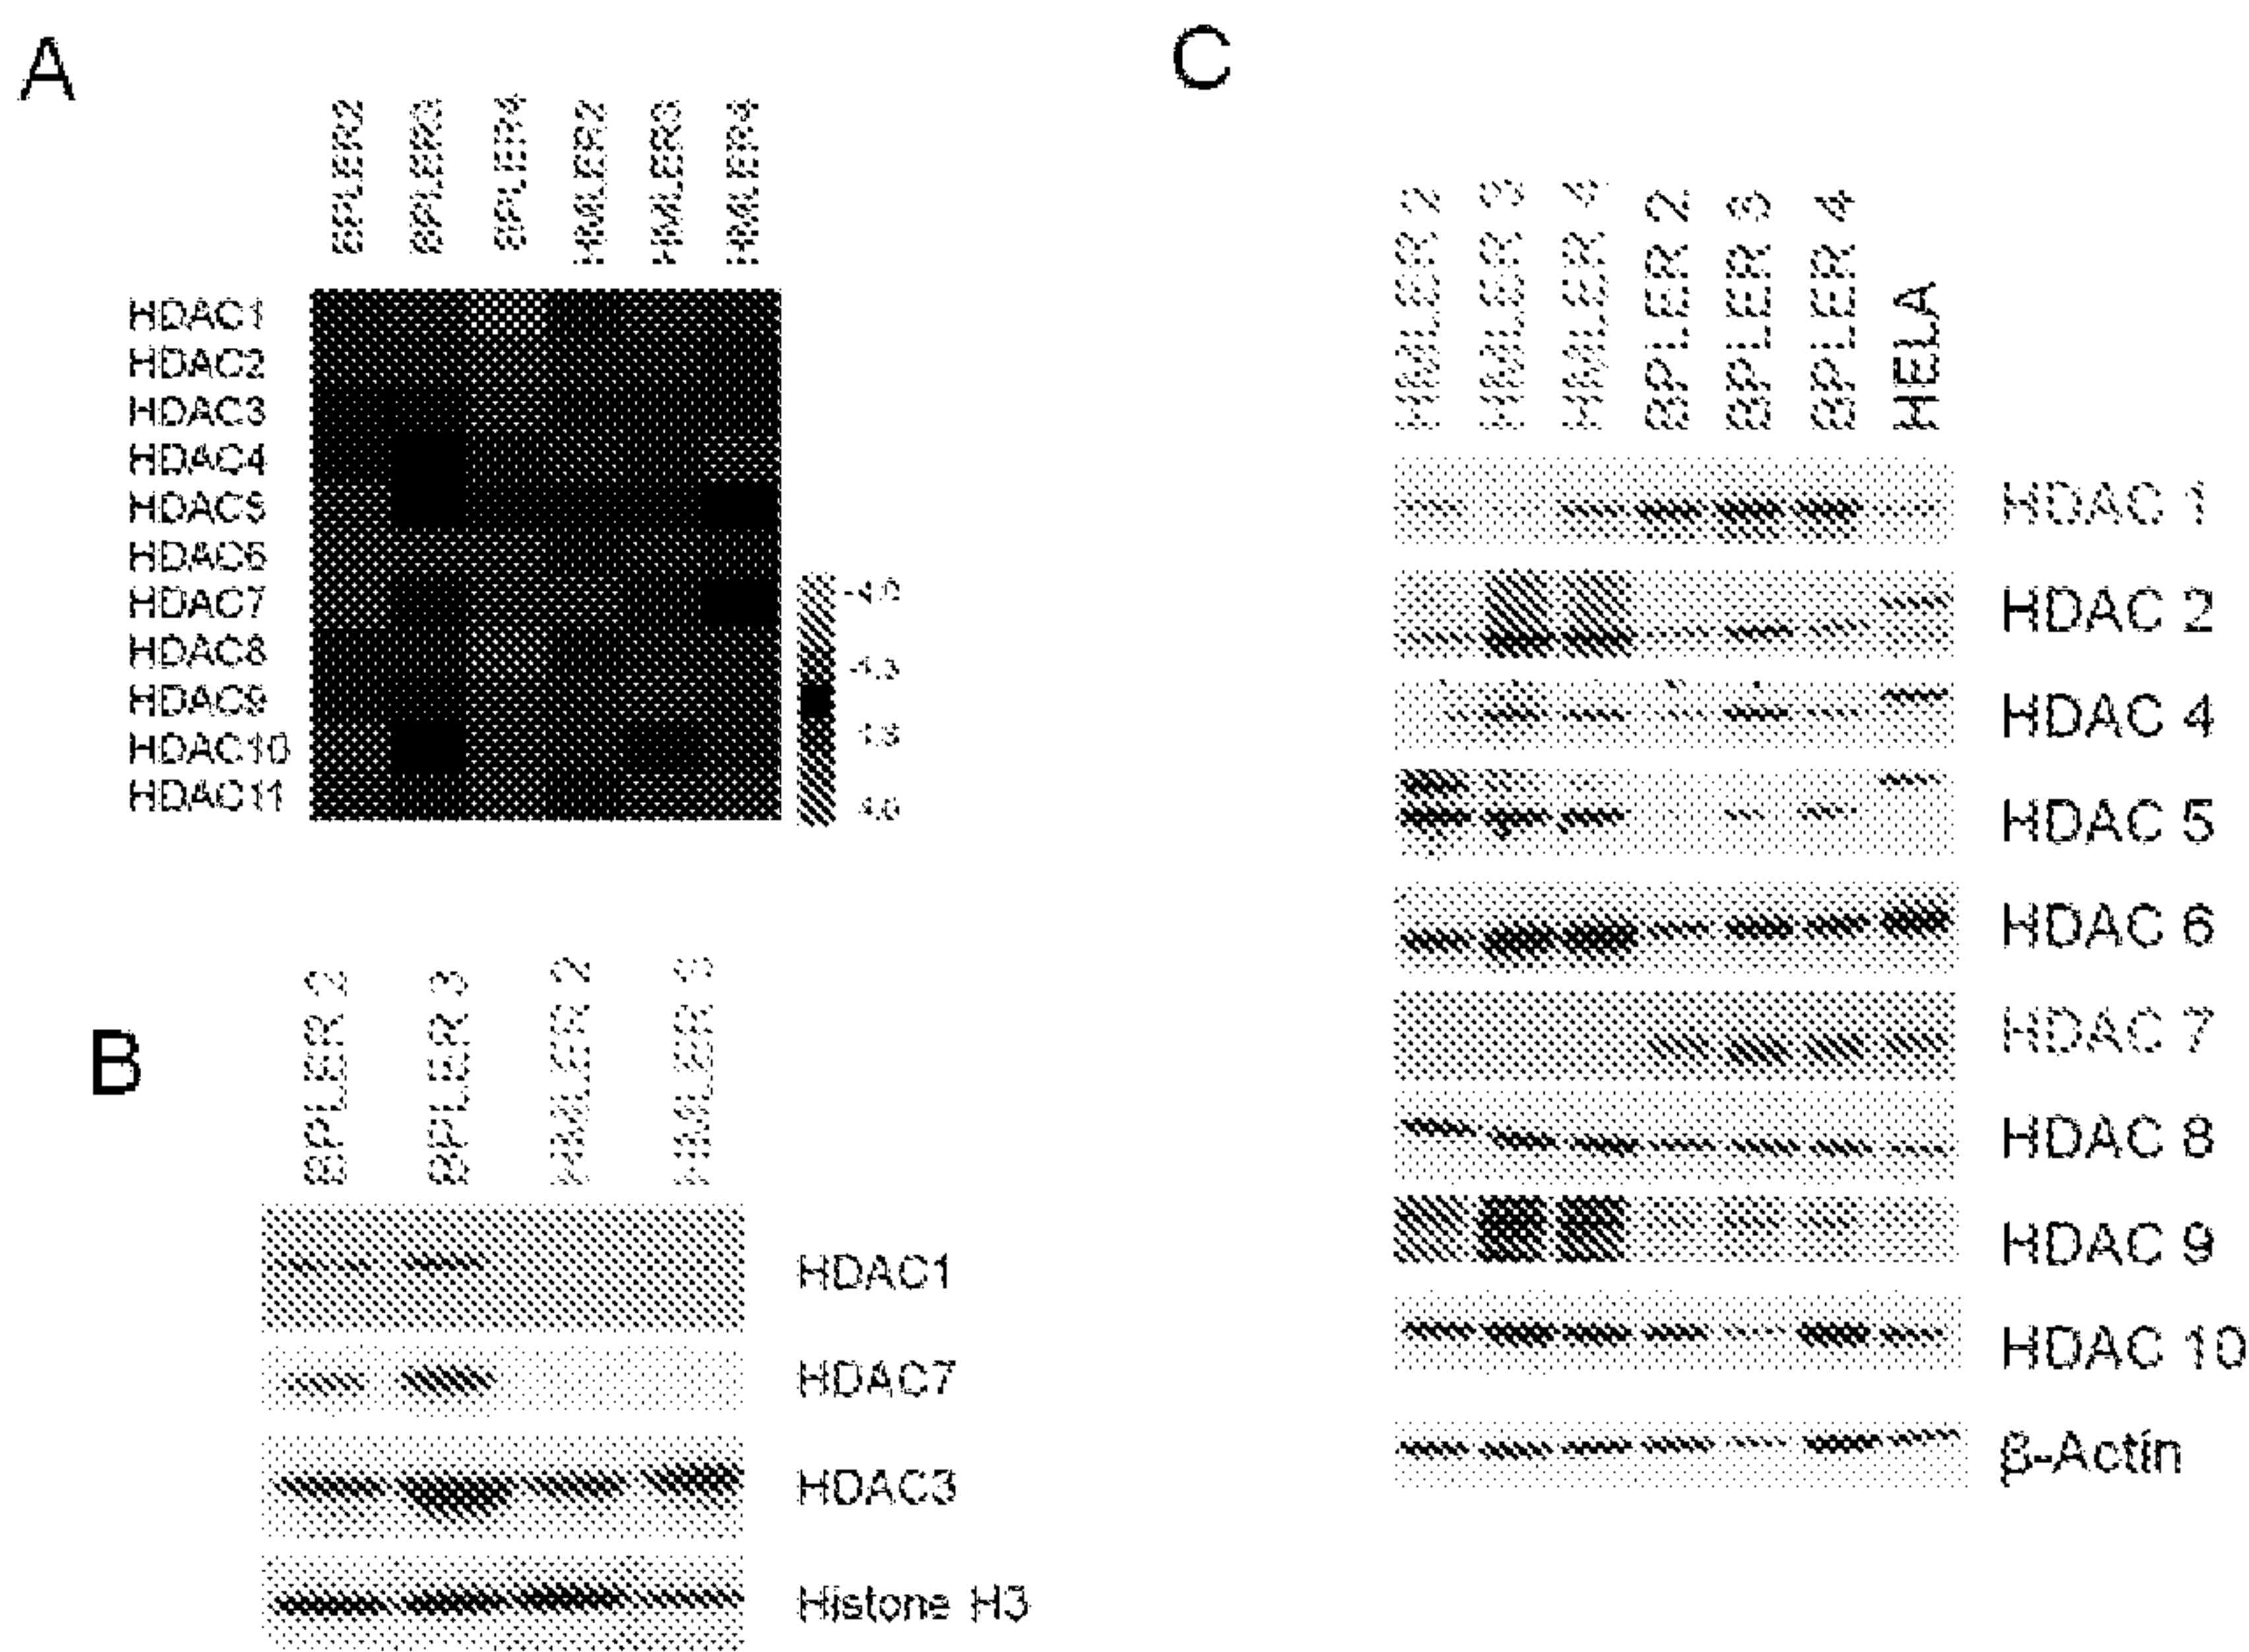 A
BPLER2 BPLER3 BPLER4 HMLER2 HMLER3 HMLER4
HDAC1
HDAC2
HDAC3
HDAC4
HDAC5
HDAC6
HDAC7
HDAC8
HDAC9
HDAC10
HDAC11
B
BPLER 2 BPLER 3 HMLER 2 HMLER 3
HDAC1
HDAC7
HDAC3
Histone H3
C
HMLER 2 HMLER 3 HMLER 4 BPLER 2 BPLER 3 BPLER 4 HELA
HDAC 1
HDAC 2
HDAC 4
HDAC 5
HDAC 6
HDAC 7
HDAC 8
HDAC 9
HDAC 10
β-Actin